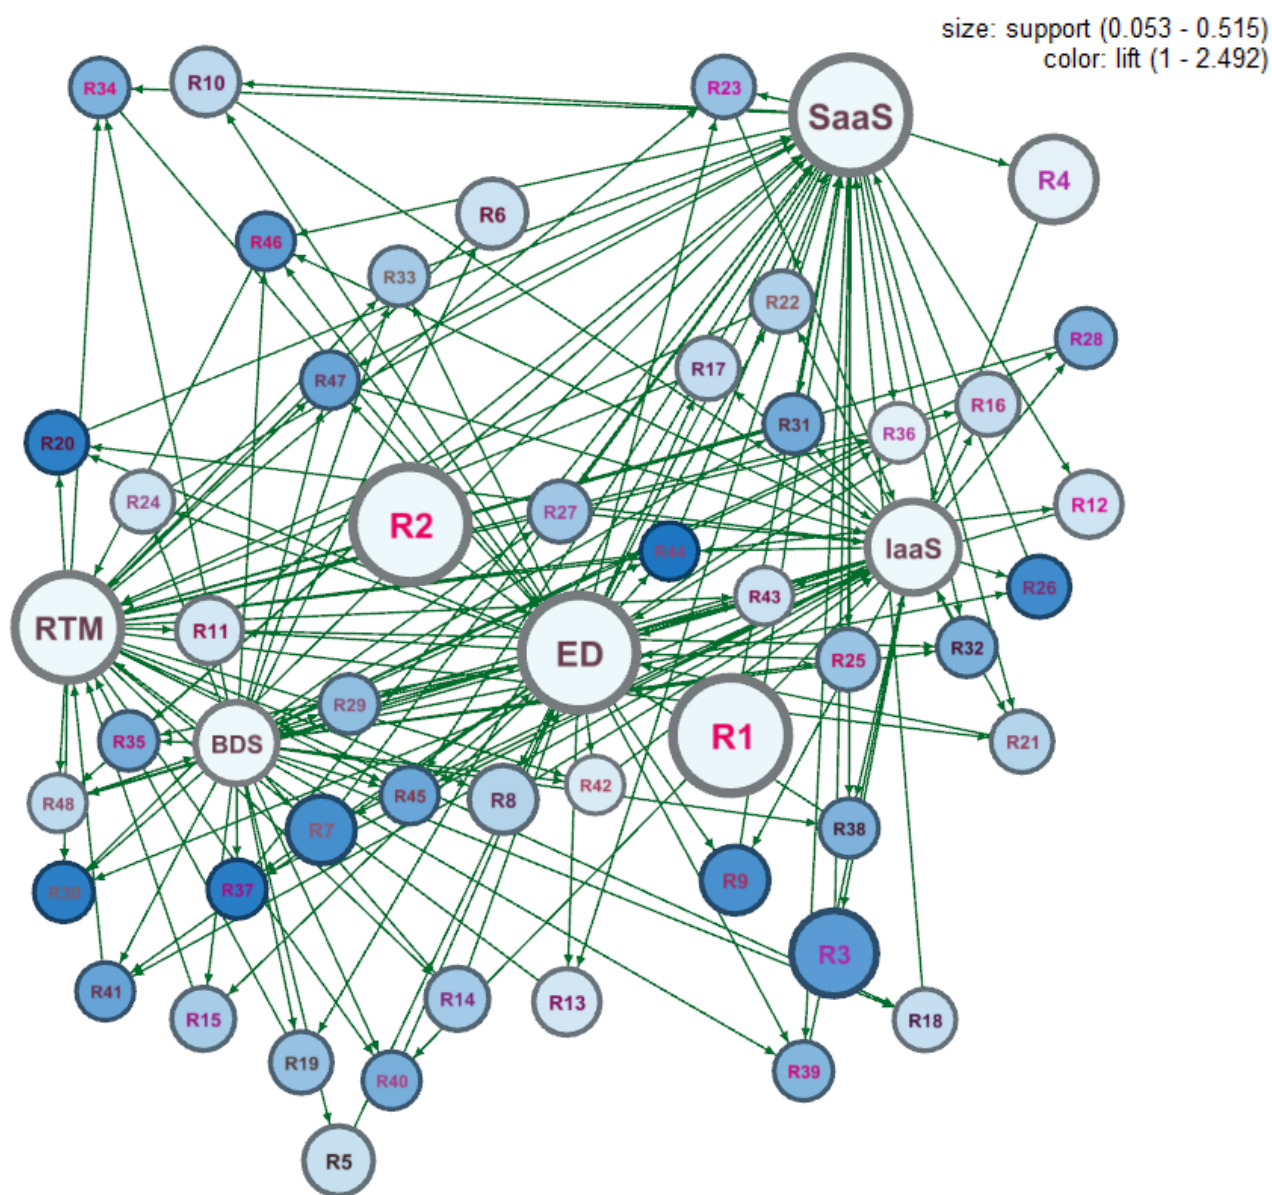 size: support (0.053 - 0.515)
color: lift (1 - 2.492)
R34
R10
R23
SaaS
R4
R6
R46
R33
R22
R28
R47
R17
R31
R36
R16
R20
R24
R2
R27
R44
IaaS
R12
R26
R43
RTM
R11
ED
R25
R32
R29
R35
BDS
R1
R21
R48
R45
R8
R42
R7
R38
R30
R37
R9
R3
R41
R15
R14
R13
R18
R19
R40
R39
R5